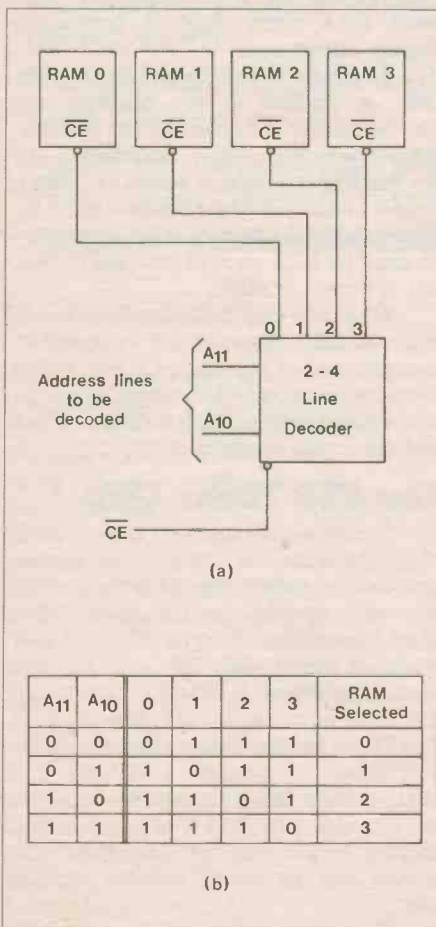 RAM 0 RAM 1 RAM 2 RAM 3
CE CE CE CE
0 1 2 3
A11
2 - 4
Address lines
to be
decoded
Line
A10
Decoder
CE
(a)
A11 A10 0 1 2 3 RAM Selected
0 0 0 1 1 1 0
0 1 1 0 1 1 1
1 0 1 1 0 1 2
1 1 1 1 1 0 3
(b)